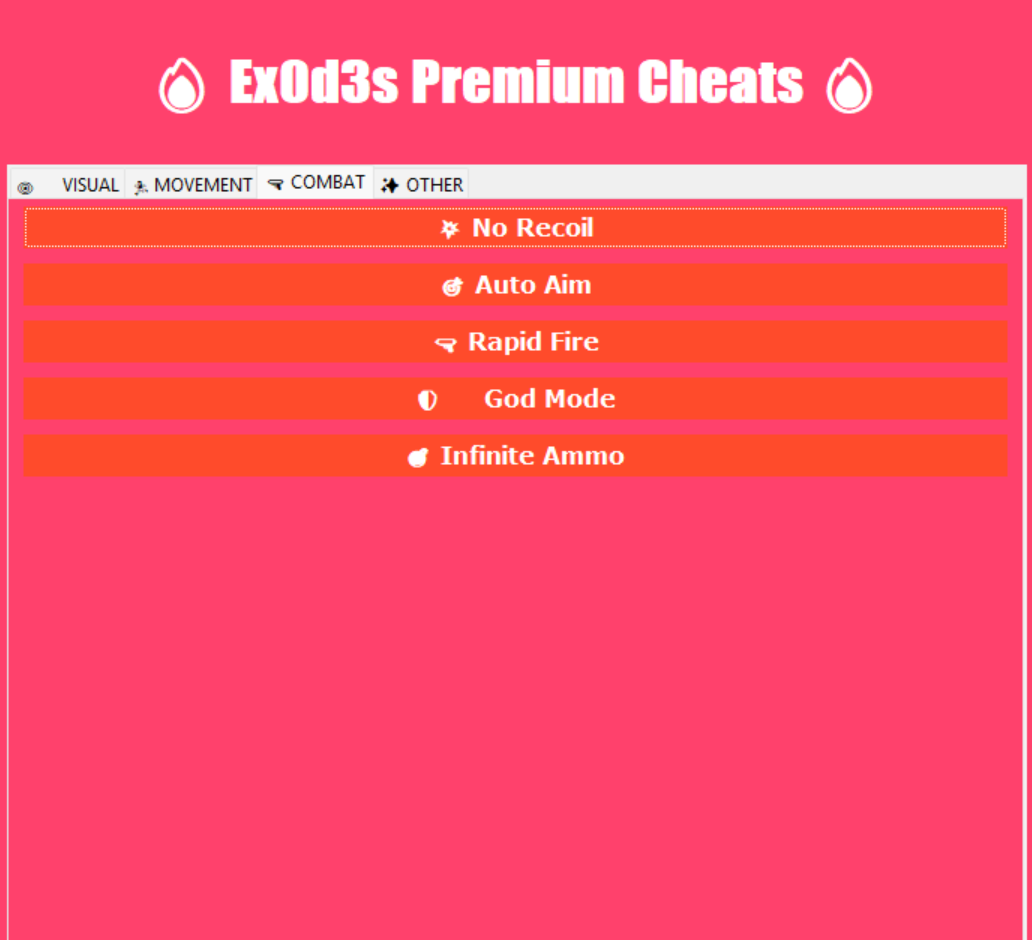 Ex0d3s Premium Cheats
VISUAL MOVEMENT COMBAT OTHER
No Recoil
Auto Aim
Rapid Fire
God Mode
Infinite Ammo